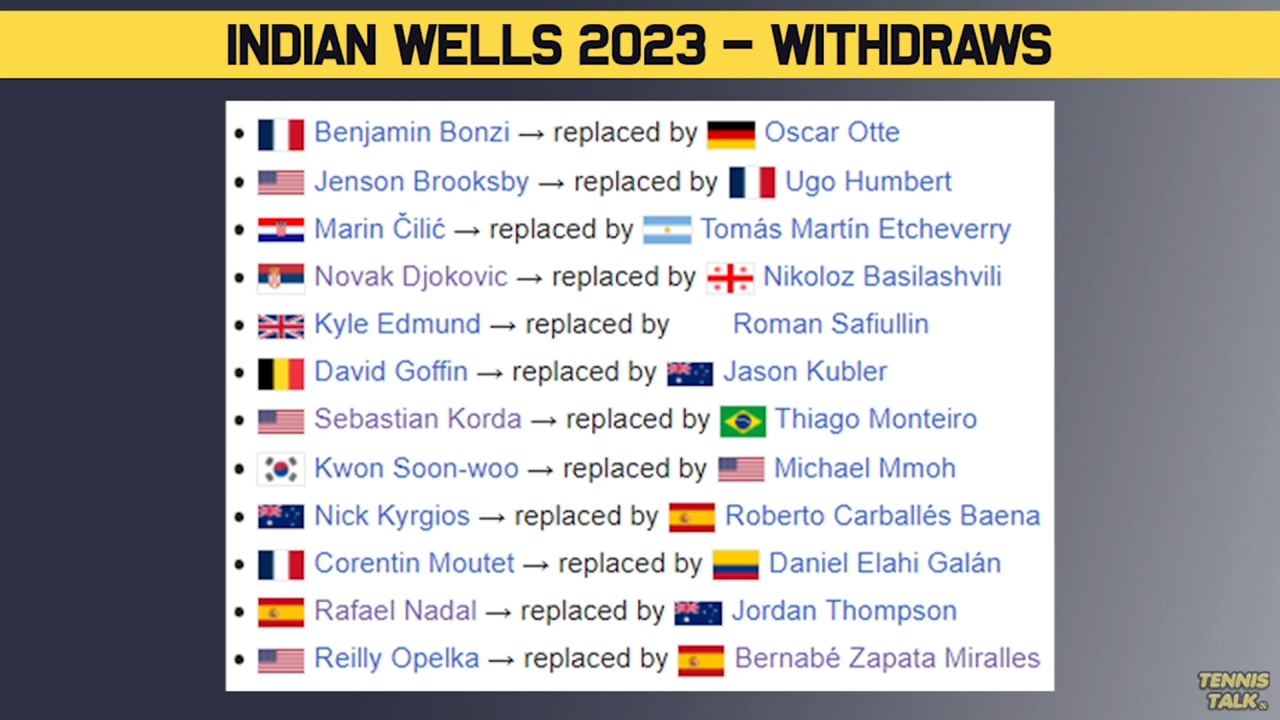 INDIAN WELLS 2023 – WITHDRAWS
Benjamin Bonzi → replaced by Oscar Otte
Jenson Brooksby → replaced by Ugo Humbert
Marin Čilić → replaced by Tomás Martín Etcheverry
Novak Djokovic → replaced by Nikoloz Basilashvili
Kyle Edmund → replaced by Roman Safiullin
David Goffin → replaced by Jason Kubler
Sebastian Korda → replaced by Thiago Monteiro
Kwon Soon-woo → replaced by Michael Mmoh
Nick Kyrgios → replaced by Roberto Carballés Baena
Corentin Moutet → replaced by Daniel Elahi Galán
Rafael Nadal → replaced by Jordan Thompson
Reilly Opelka → replaced by Bernabé Zapata Miralles
TENNIS
TALK